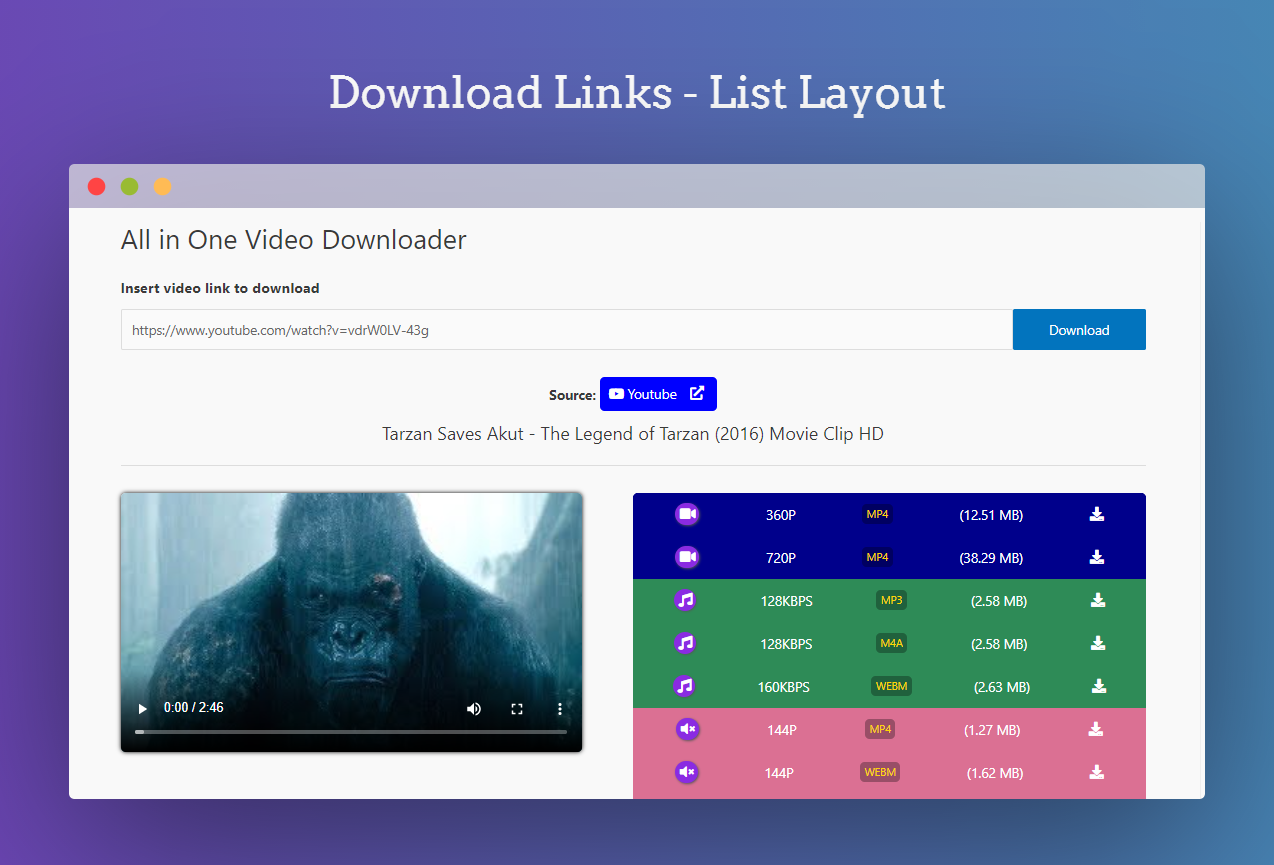 Download Links - List Layout
All in One Video Downloader
Insert video link to download
https://www.youtube.com/watch?v=vdrW0LV-43g
Download
Source: Youtube
Tarzan Saves Akut - The Legend of Tarzan (2016) Movie Clip HD
0:00 / 2:46
360P MP4 (12.51 MB)
720P MP4 (38.29 MB)
128KBPS MP3 (2.58 MB)
128KBPS M4A (2.58 MB)
160KBPS WEBM (2.63 MB)
144P MP4 (1.27 MB)
144P WEBM (1.62 MB)